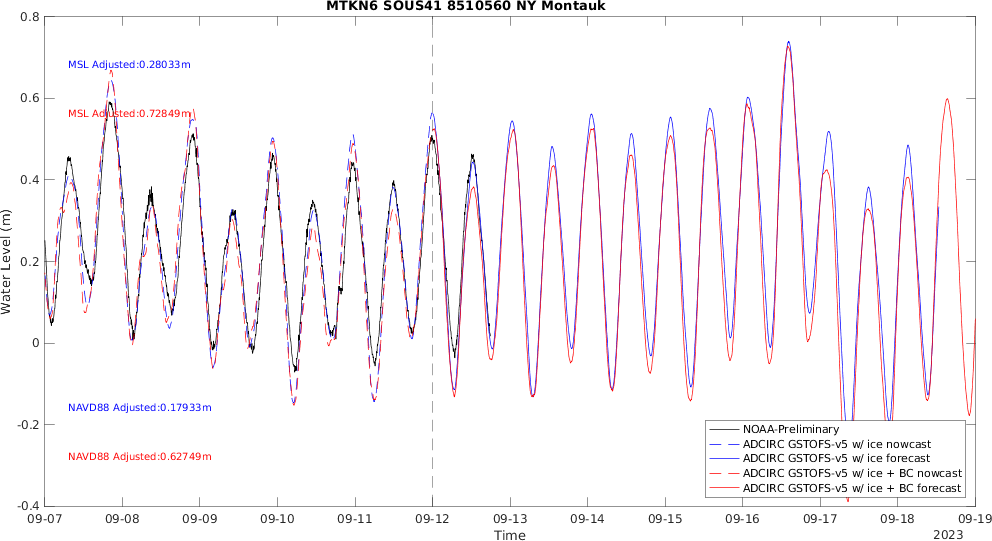 MTKN6 SOUS41 8510560 NY Montauk
0.8
0.6
0.4
0.2
0
-0.2
-0.4
Water Level (m)
MSL Adjusted:0.28033m
MSL Adjusted:0.72849m
NAVD88 Adjusted:0.17933m
NAVD88 Adjusted:0.62749m
NOAA-Preliminary
ADCIRC GSTOFS-v5 w/ ice nowcast
ADCIRC GSTOFS-v5 w/ ice forecast
ADCIRC GSTOFS-v5 w/ ice + BC nowcast
ADCIRC GSTOFS-v5 w/ ice + BC forecast
09-07 09-08 09-09 09-10 09-11 09-12 09-13 09-14 09-15 09-16 09-17 09-18 09-19
Time
2023